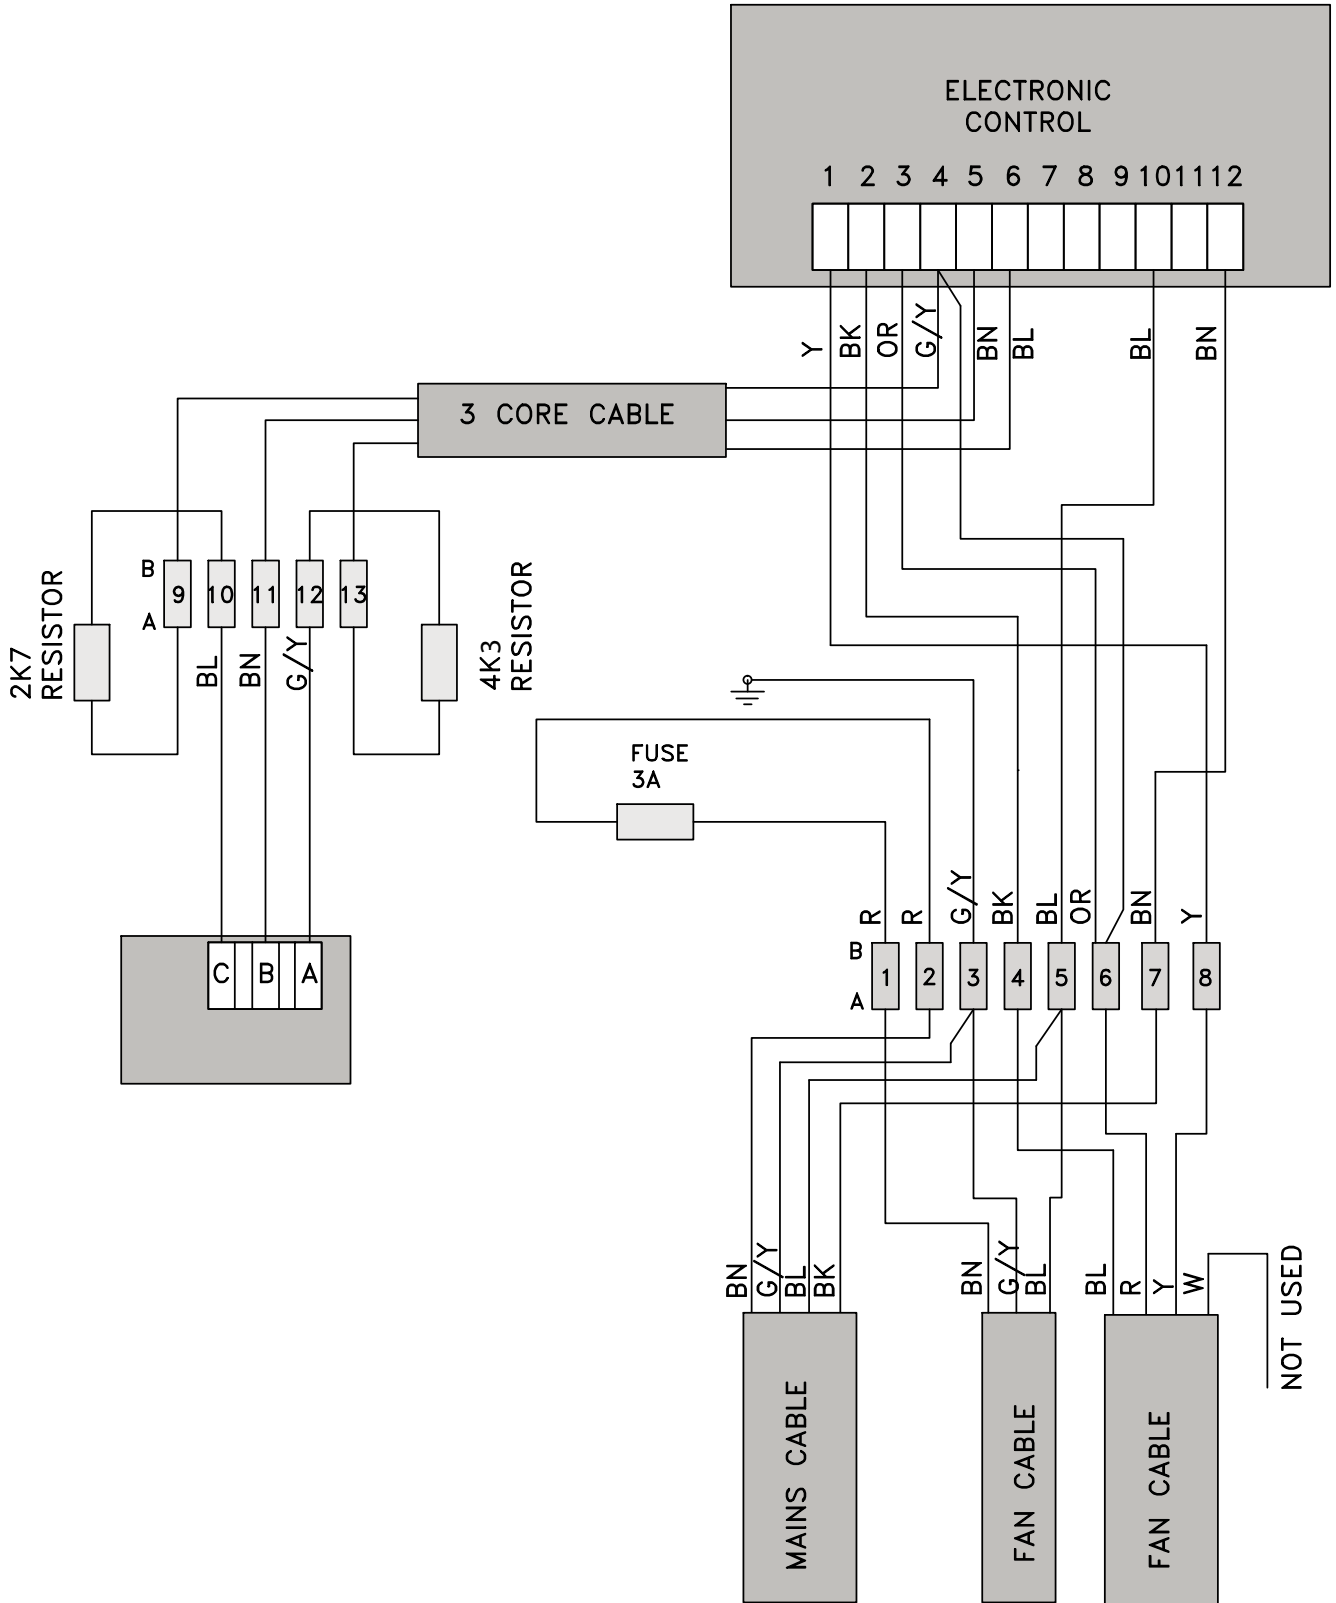 ELECTRONIC
CONTROL
1 2 3 4 5 6 7 8 9 10 11 12
Y BK OR G/Y BN BL BL BN
3 CORE CABLE
2K7
RESISTOR
B
A
9 10 11 12 13
BL BN G/Y
4K3
RESISTOR
FUSE
3A
R R G/Y BK BL OR BN Y
B
A
1 2 3 4 5 6 7 8
C B A
BN G/Y BL BK
BN G/Y BL
BL R Y W
NOT USED
MAINS CABLE
FAN CABLE
FAN CABLE